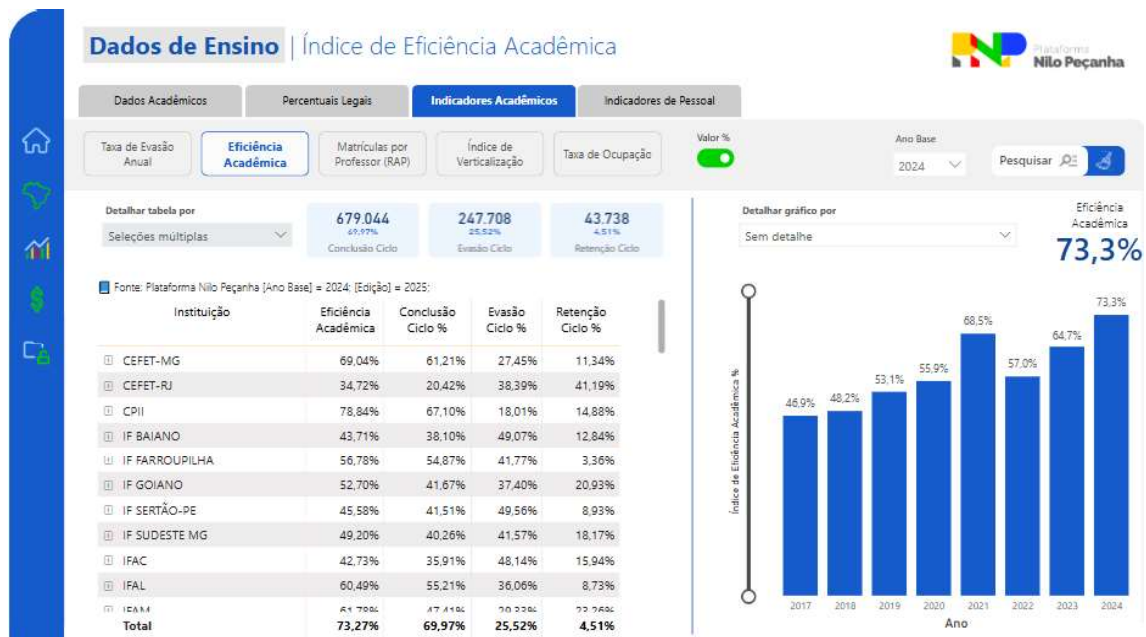 Dados de Ensino | Índice de Eficiência Acadêmica
Plataforma
Nilo Peçanha
Dados Acadêmicos
Percentuais Legais
Indicadores Acadêmicos
Indicadores de Pessoal
Taxa de Evasão
Anual
Eficiência
Acadêmica
Matrículas por
Professor (RAP)
Índice de
Verticalização
Taxa de Ocupação
Valor %
Ano Base
2024
Pesquisar
Detalhar tabela por
Seleções múltiplas
679.044
69,97%
Conclusão Ciclo
247.708
25,52%
Evasão Ciclo
43.738
4,51%
Retenção Ciclo
Fonte: Plataforma Nilo Peçanha [Ano Base] = 2024; [Edição] = 2025;
Instituição Eficiência Acadêmica Conclusão Ciclo % Evasão Ciclo % Retenção Ciclo %
CEFET-MG 69,04% 61,21% 27,45% 11,34%
CEFET-RJ 34,72% 20,42% 38,39% 41,19%
CPII 78,84% 67,10% 18,01% 14,88%
IF BAIANO 43,71% 38,10% 49,07% 12,84%
IF FARROUPILHA 56,78% 54,87% 41,77% 3,36%
IF GOIANO 52,70% 41,67% 37,40% 20,93%
IF SERTÃO-PE 45,58% 41,51% 49,56% 8,93%
IF SUDESTE MG 49,20% 40,26% 41,57% 18,17%
IFAC 42,73% 35,91% 48,14% 15,94%
IFAL 60,49% 55,21% 36,06% 8,73%
IFAM
Total 73,27% 69,97% 25,52% 4,51%
Detalhar gráfico por
Sem detalhe
Eficiência
Acadêmica
73,3%
Índice de Eficiência Acadêmica %
46,9% 48,2% 53,1% 55,9% 68,5% 57,0% 64,7% 73,3%
2017 2018 2019 2020 2021 2022 2023 2024
Ano